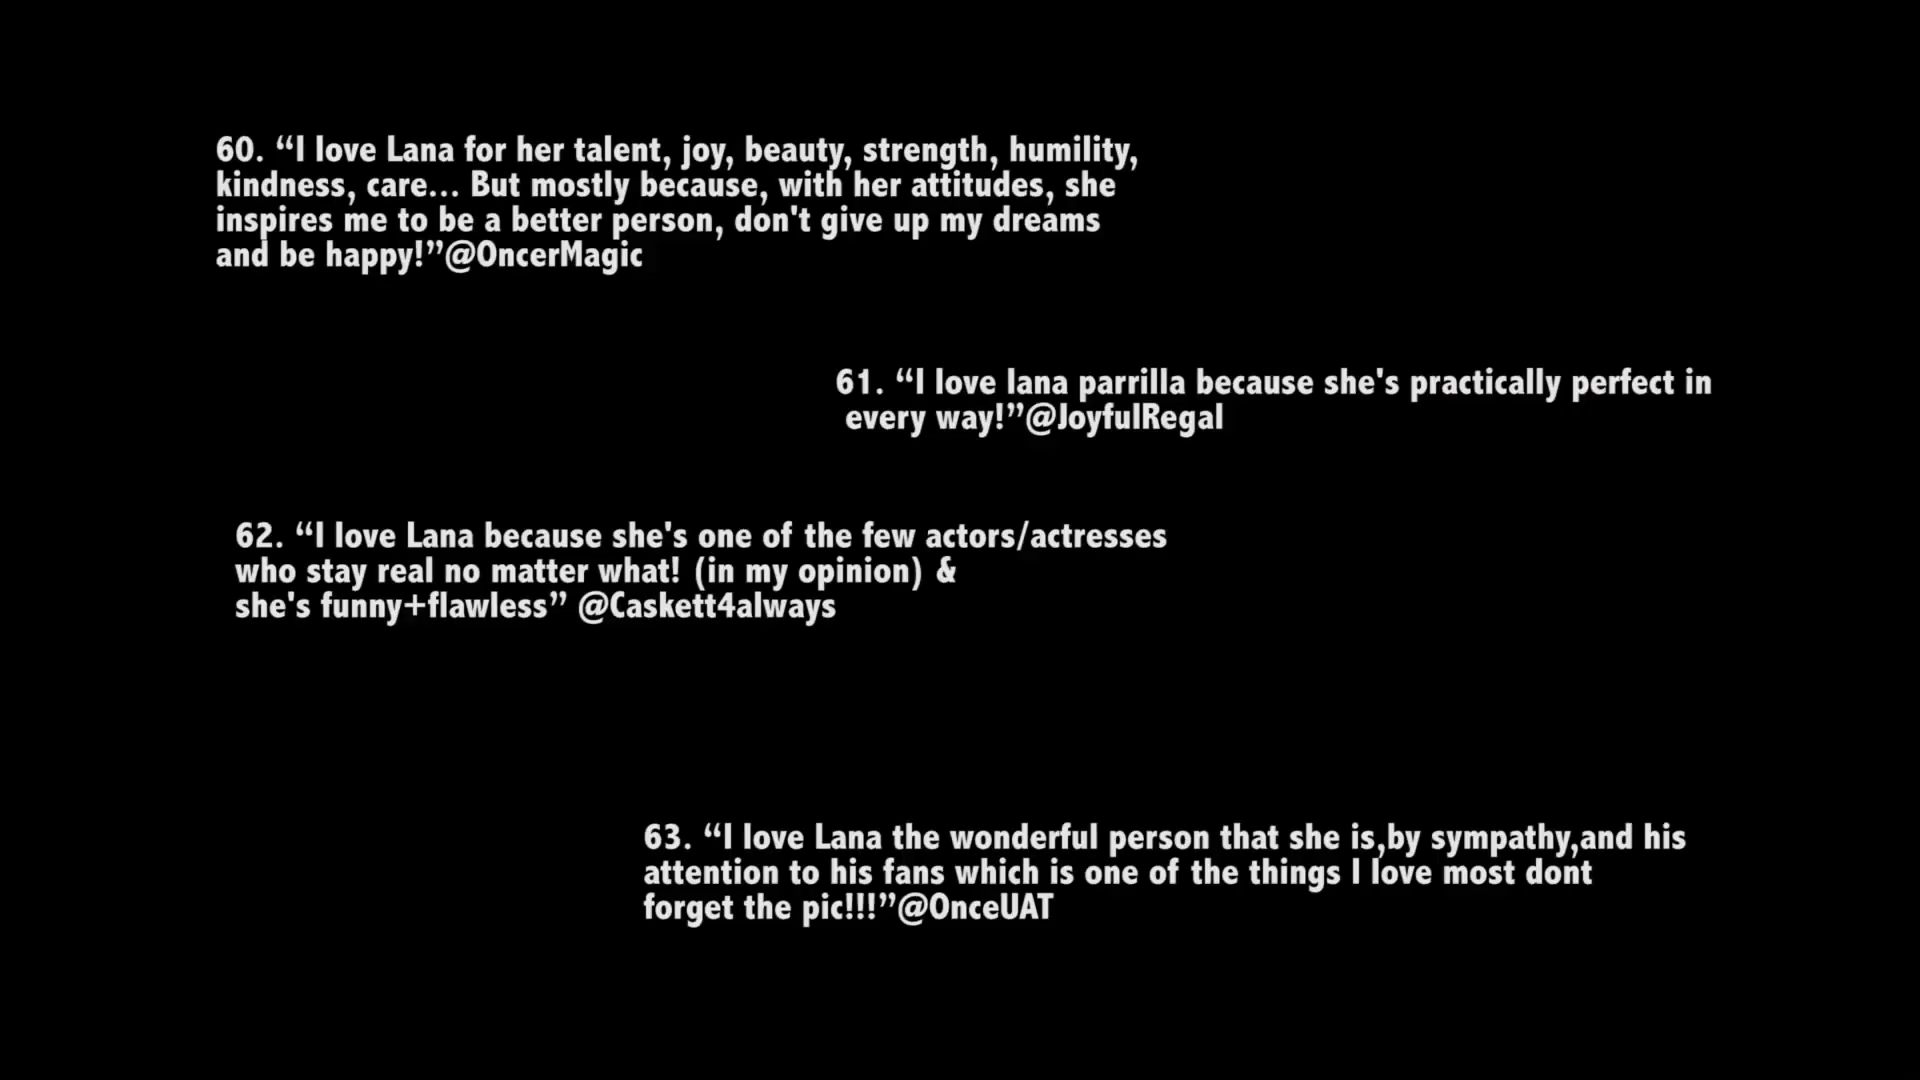 60. “I love Lana for her talent, joy, beauty, strength, humility,
kindness, care... But mostly because, with her attitudes, she
inspires me to be a better person, don't give up my dreams
and be happy!”@OncerMagic
61. “I love lana parrilla because she's practically perfect in
every way!”@JoyfulRegal
62. “I love Lana because she's one of the few actors/actresses
who stay real no matter what! (in my opinion) &
she's funny+flawless” @Caskett4always
63. “I love Lana the wonderful person that she is,by sympathy,and his
attention to his fans which is one of the things I love most dont
forget the pic!!!”@OnceUAT